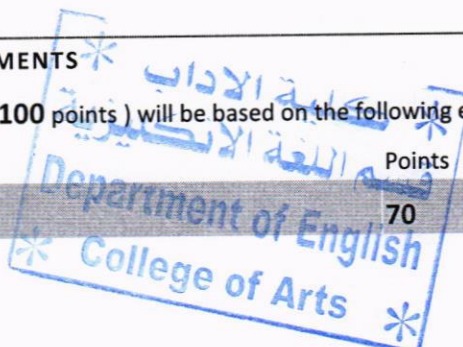 MENTS
100 points ) will be based on the following e
Points
70
كلية الاداب
قسم اللغة الانكليزية
Department of English
College of Arts